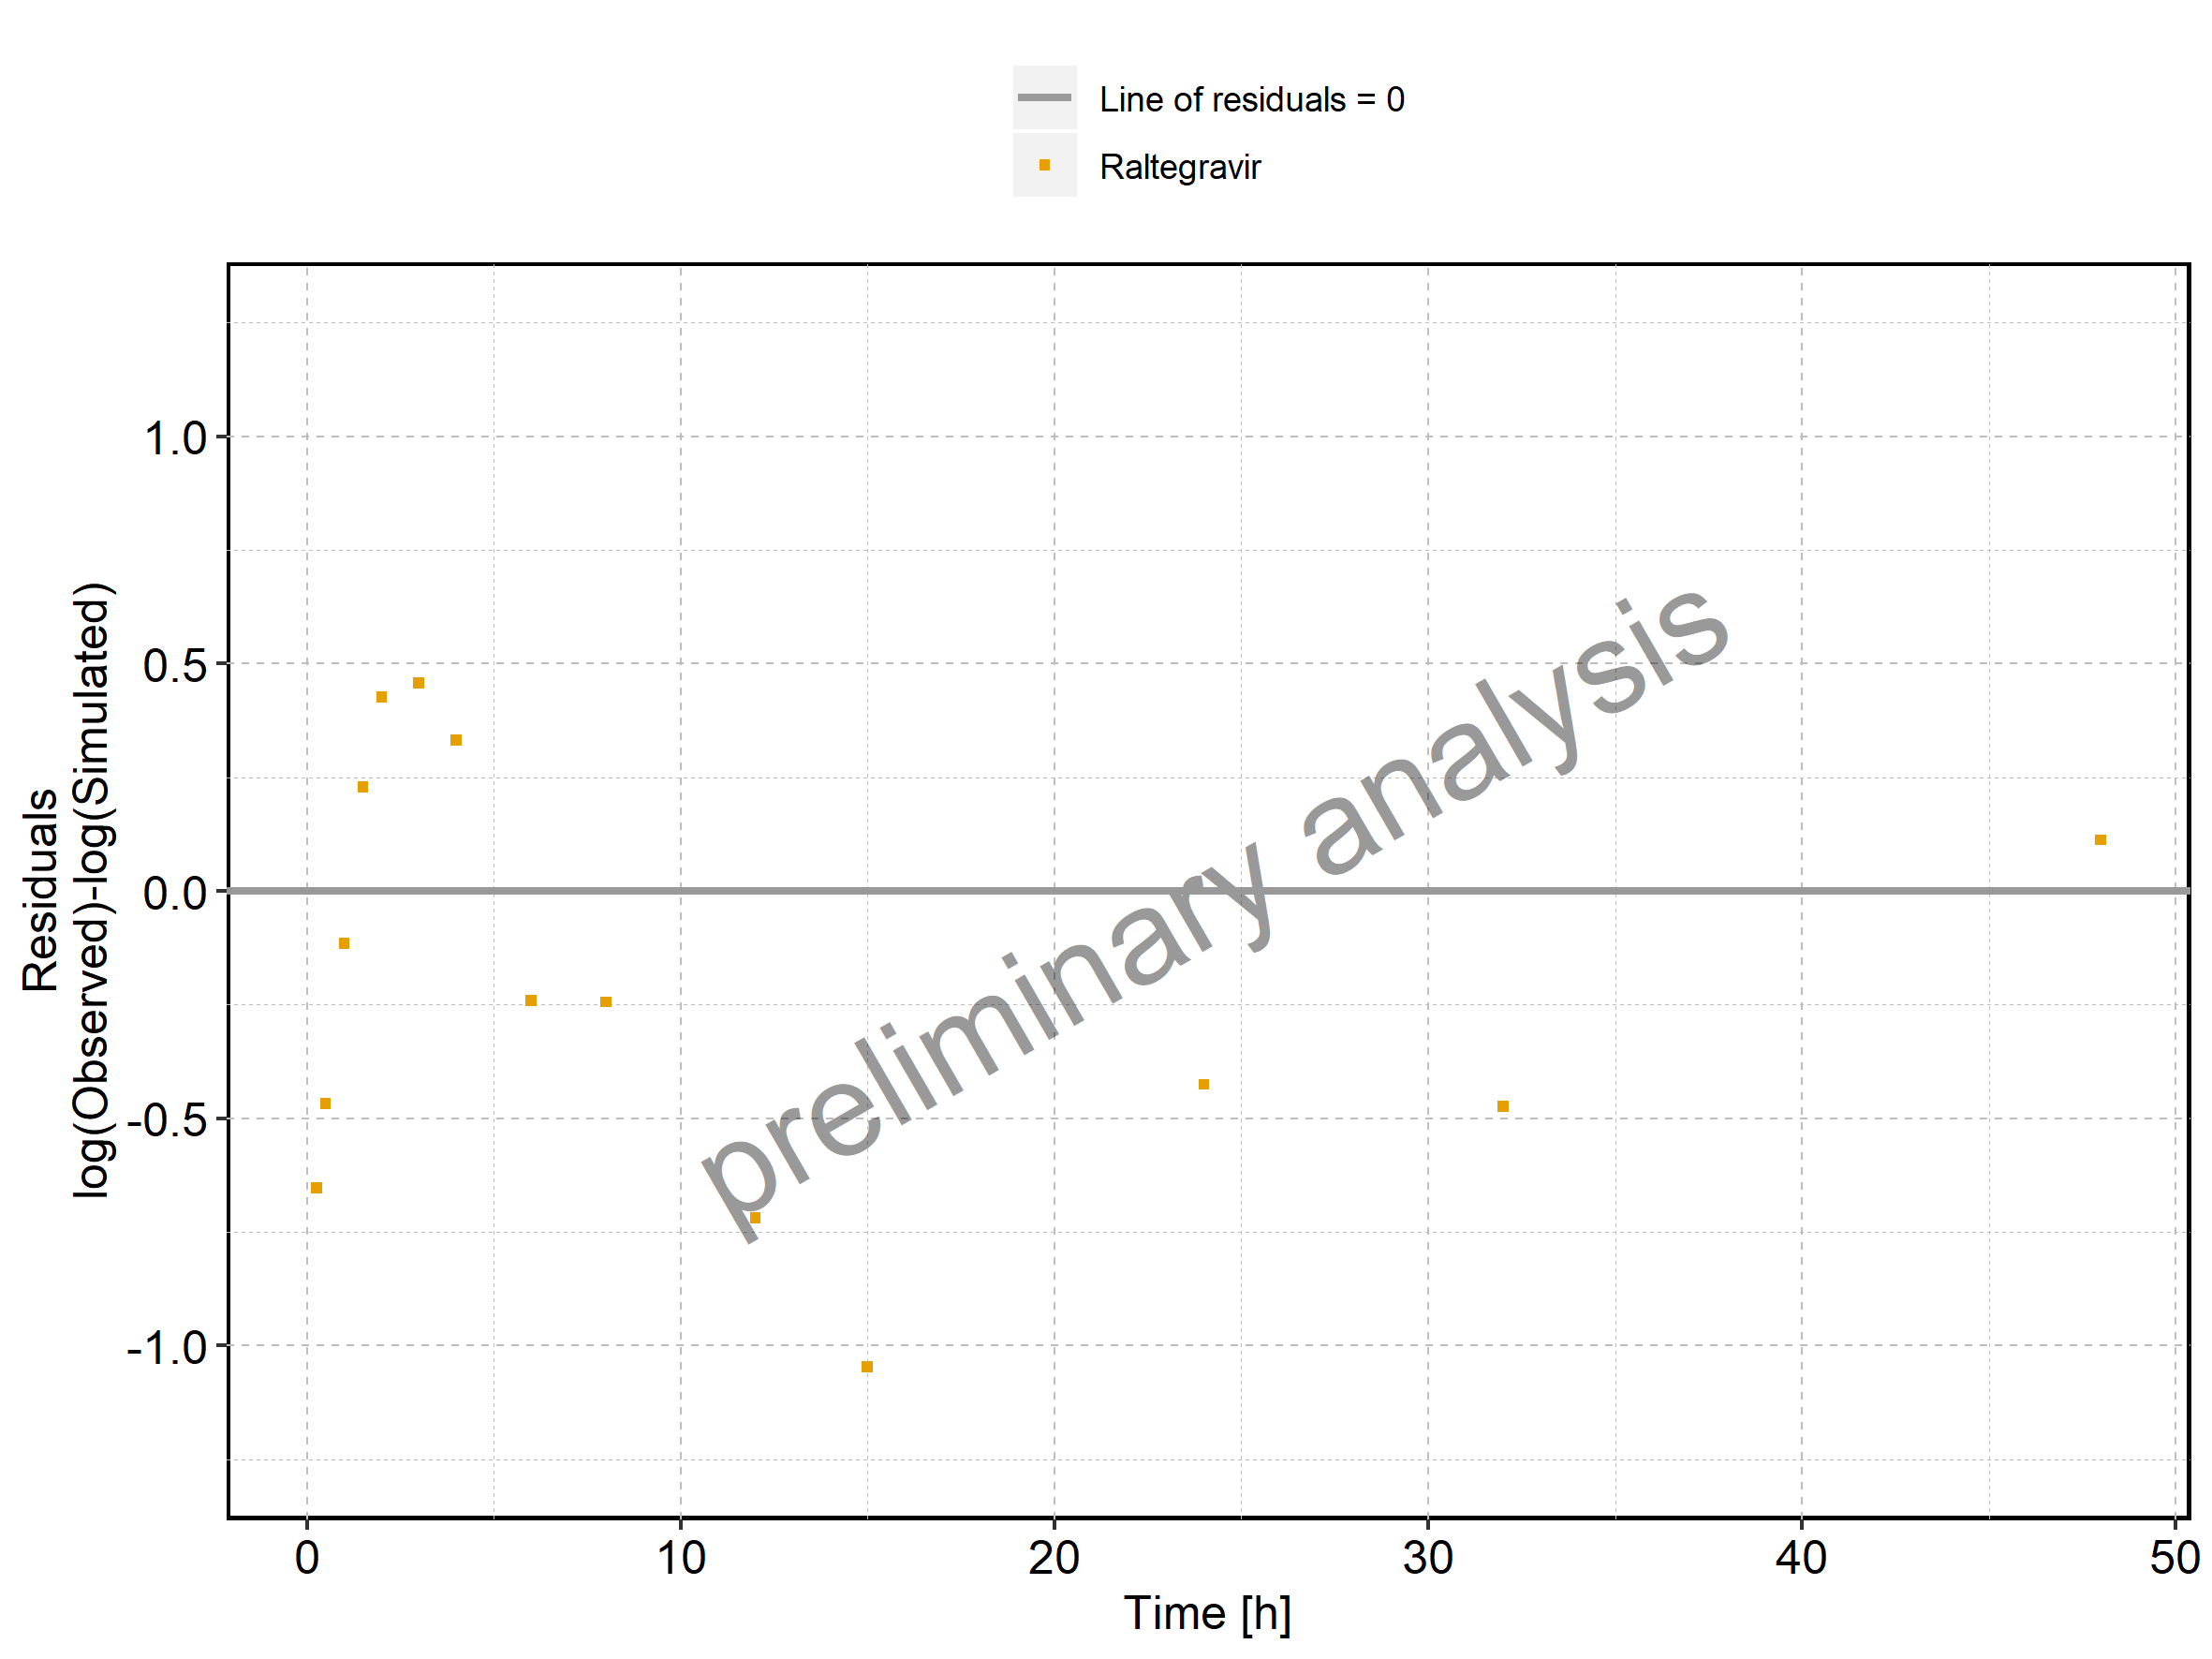 Line of residuals = 0
Raltegravir
Residuals
log(Observed)-log(Simulated)
1.0
0.5
0.0
-0.5
-1.0
preliminary analysis
0 10 20 30 40 50
Time [h]